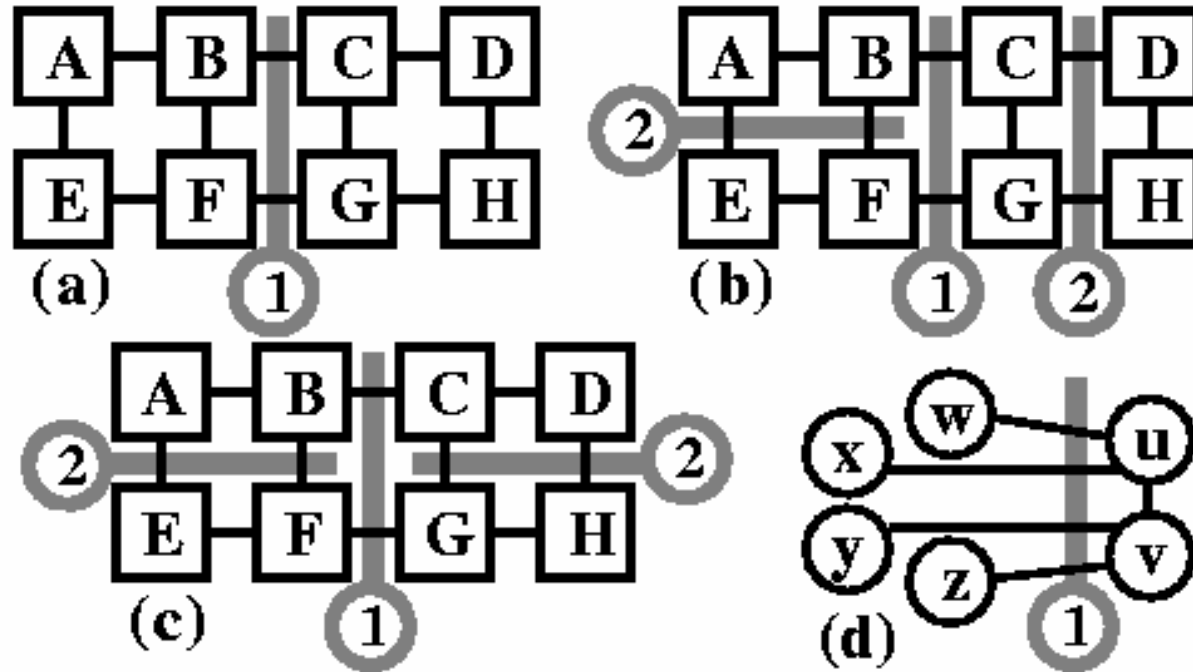 A B C D
E F G H
(a) 1
A B C D
2
E F G H
(b) 1 2
A B C D
2 2
E F G H
(c) 1
w u
x
y v
z
(d) 1